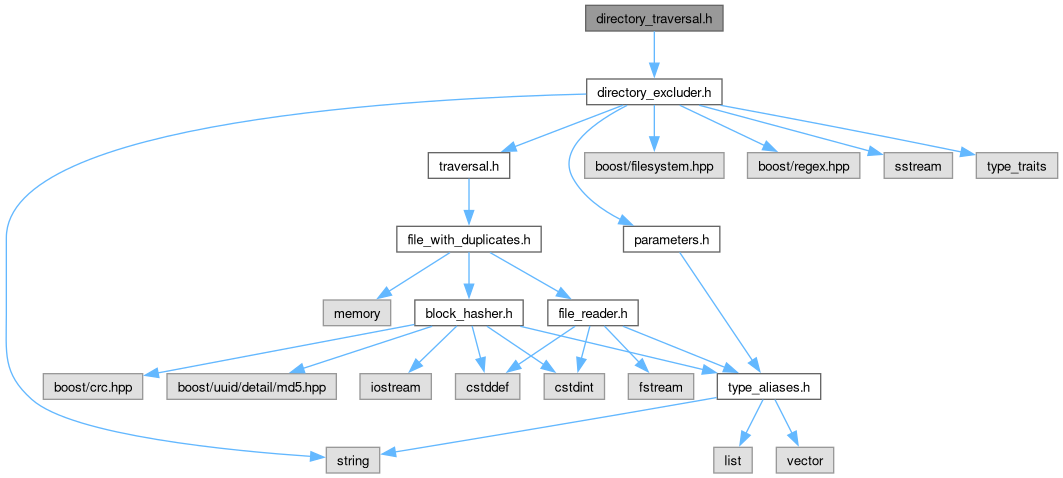 directory_traversal.h
directory_excluder.h
traversal.h
boost/filesystem.hpp
boost/regex.hpp
sstream
type_traits
file_with_duplicates.h
parameters.h
memory
block_hasher.h
file_reader.h
boost/crc.hpp
boost/uuid/detail/md5.hpp
iostream
cstddef
cstdint
fstream
type_aliases.h
string
list
vector